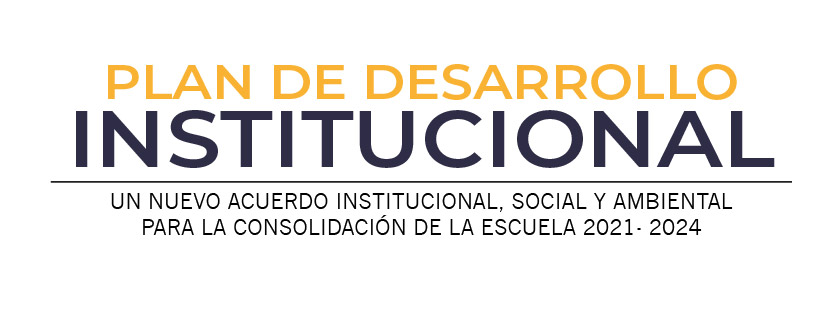 PLAN DE DESARROLLO
INSTITUCIONAL
UN NUEVO ACUERDO INSTITUCIONAL, SOCIAL Y AMBIENTAL
PARA LA CONSOLIDACIÓN DE LA ESCUELA 2021- 2024